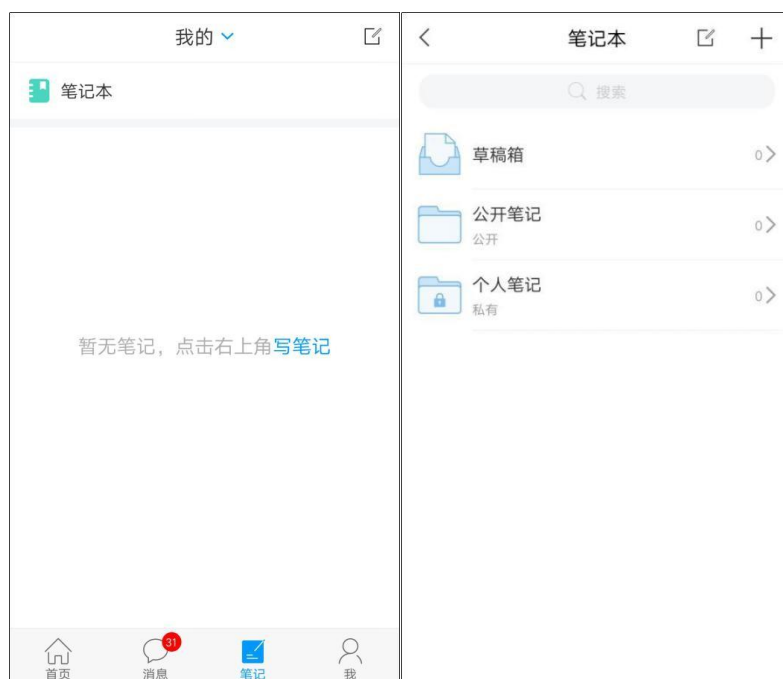 我的
笔记本
暂无笔记，点击右上角写笔记
31
首页
消息
笔记
我
笔记本
搜索
草稿箱
0
公开笔记
公开
0
个人笔记
私有
0